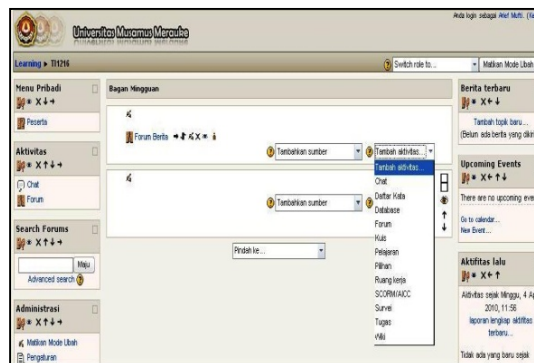 Anda login sebagai Arief Mufti. (Ke
Universitas Musamus Merauke
Learning ► TI1216
Switch role to...
Matikan Mode Ubah
Menu Pribadi
Peserta
Aktivitas
Chat
Forum
Search Forums
Maju
Advanced search
Administrasi
Matikan Mode Ubah
Pengaturan
Bagan Mingguan
Forum Berita
Tambahkan sumber
Tambah aktivitas...
Tambah aktivitas...
Chat
Daftar Kata
Database
Forum
Kuis
Pelajaran
Pilihan
Ruang kerja
SCORM/AICC
Survei
Tugas
Wiki
Tambahkan sumber
Pindah ke...
Berita terbaru
Tambah topik baru...
(Belum ada berita yang dikiri
Upcoming Events
There are no upcoming eve
Go to calendar...
New Event...
Aktifitas lalu
Aktivitas sejak Minggu, 4 Ap
2010, 11:56
laporan lengkap aktifitas
terbaru...
Tidak ada yang baru sejak